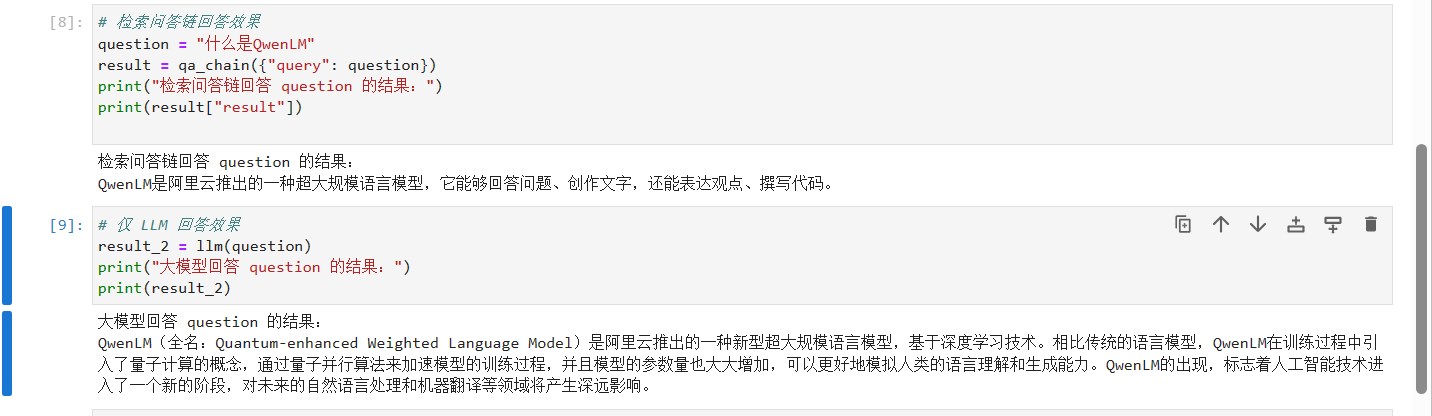 [8]:
# 检索问答链回答效果
question = "什么是QwenLM"
result = qa_chain({"query": question})
print("检索问答链回答 question 的结果：")
print(result["result"])
检索问答链回答 question 的结果：
QwenLM是阿里云推出的一种超大规模语言模型，它能够回答问题、创作文字，还能表达观点、撰写代码。
[9]:
# 仅 LLM 回答效果
result_2 = llm(question)
print("大模型回答 question 的结果：")
print(result_2)
大模型回答 question 的结果：
QwenLM（全名：Quantum-enhanced Weighted Language Model）是阿里云推出的一种新型超大规模语言模型，基于深度学习技术。相比传统的语言模型，QwenLM在训练过程中引
入了量子计算的概念，通过量子并行算法来加速模型的训练过程，并且模型的参数量也大大增加，可以更好地模拟人类的语言理解和生成能力。QwenLM的出现，标志着人工智能技术进
入了一个新的阶段，对未来的自然语言处理和机器翻译等领域将产生深远影响。